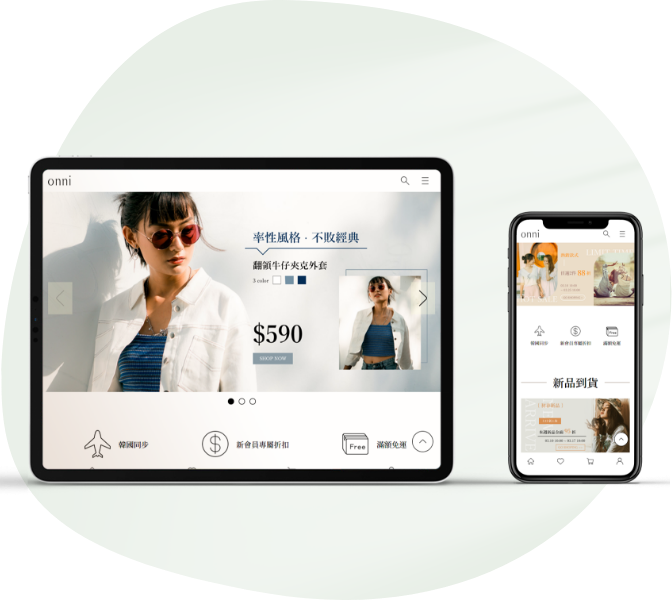 onni
率性風格．不敗經典
翻領牛仔夾克外套
3 color
$590
SHOP NOW
韓國同步
$
新會員專屬折扣
Free
滿額免運
onni
韓國同步
$
新會員專屬折扣
Free
滿額免運
新品到貨